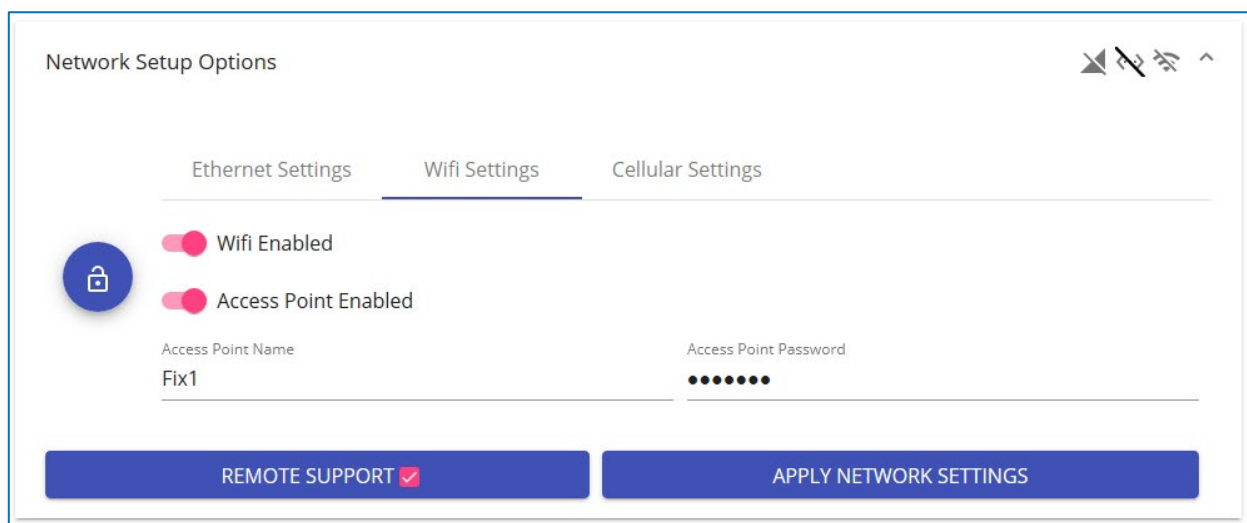 Network Setup Options
Ethernet Settings Wifi Settings Cellular Settings
Wifi Enabled
Access Point Enabled
Access Point Name Access Point Password
Fix1 •••••••
REMOTE SUPPORT APPLY NETWORK SETTINGS